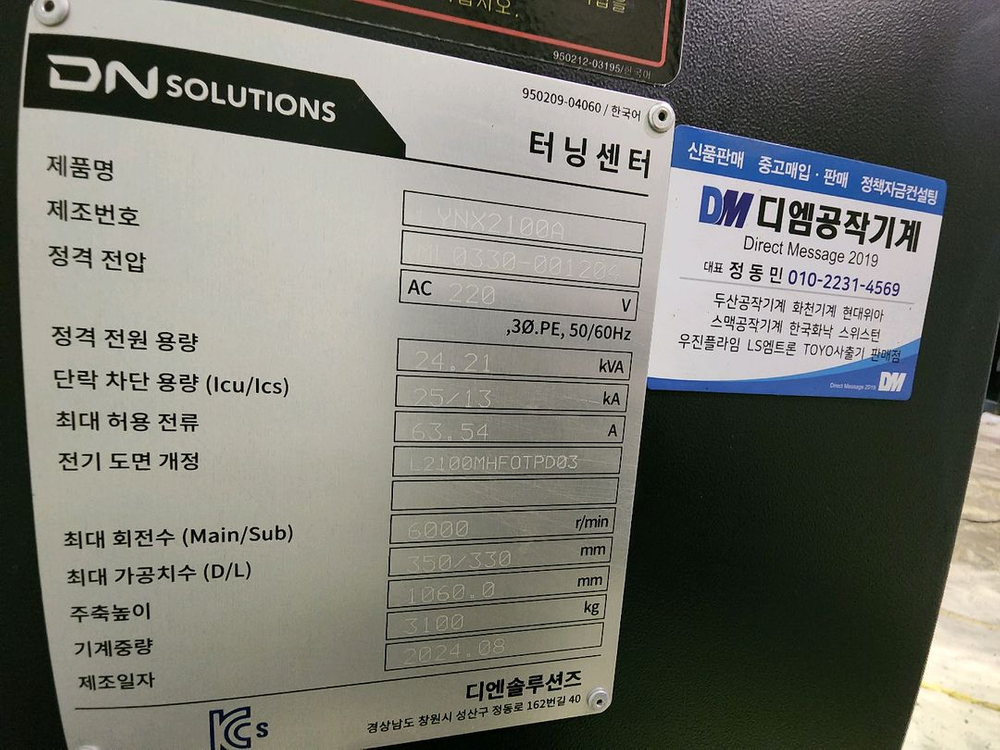 950212-03195/한국어
DN SOLUTIONS
950209-04060 / 한국어
터닝센터
제품명 LYNX2100A
제조번호
정격 전압 AC 220 V
,3Ø.PE, 50/60Hz
정격 전원 용량 24.21 kVA
단락 차단 용량 (Icu/Ics) 25/13 kA
최대 허용 전류 63.54 A
전기 도면 개정 L2100MHFOTPD03
최대 회전수 (Main/Sub) 6000 r/min
최대 가공치수 (D/L) 350/330 mm
주축높이 1060.0 mm
기계중량 3100 kg
제조일자 2024.08
디엔솔루션즈
경상남도 창원시 성산구 정동로 162번길 40
KCs
신품판매 중고매입 · 판매 정책자금컨설팅
DM 디엠공작기계
Direct Message 2019
대표 정동민 010-2231-4569
두산공작기계 화천기계 현대위아
스맥공작기계 한국화낙 스위스턴
우진플라임 LS엠트론 TOYO사출기 판매점
Direct Message 2019 DM